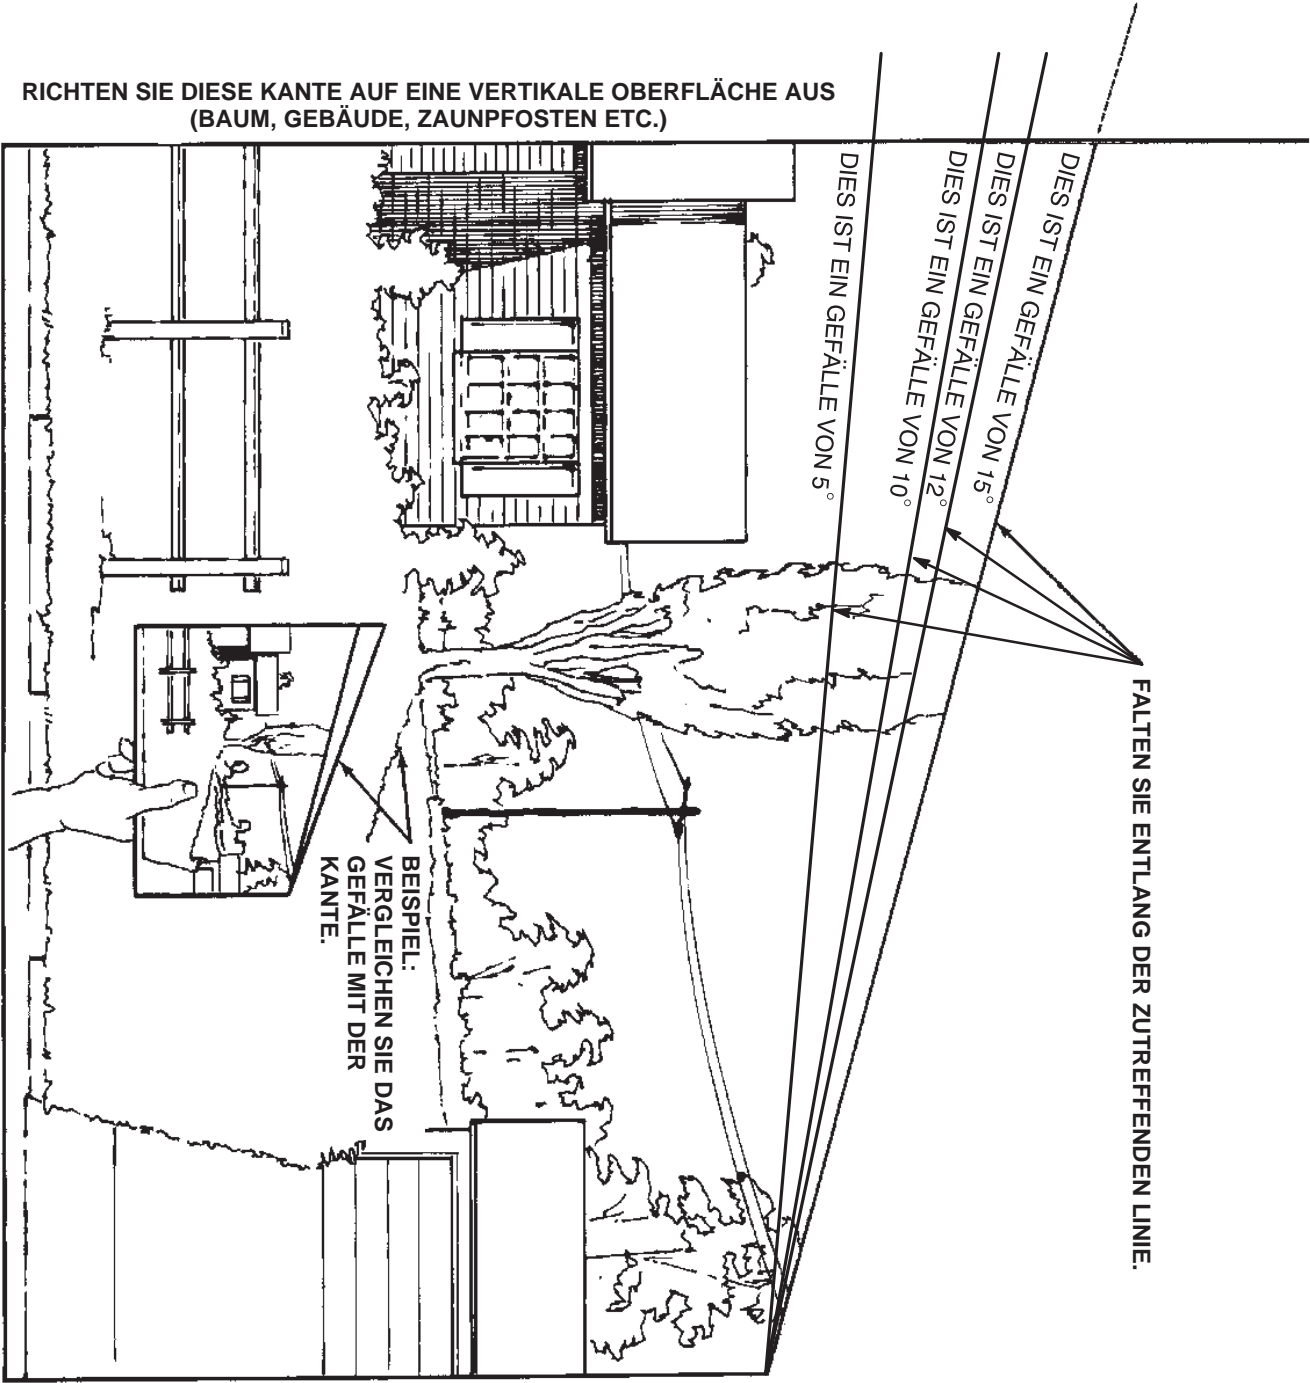 RICHTEN SIE DIESE KANTE AUF EINE VERTIKALE OBERFLÄCHE AUS
(BAUM, GEBÄUDE, ZAUNPFOSTEN ETC.)
DIES IST EIN GEFÄLLE VON 15°
DIES IST EIN GEFÄLLE VON 12°
DIES IST EIN GEFÄLLE VON 10°
DIES IST EIN GEFÄLLE VON 5°
FALTEN SIE ENTLANG DER ZUTREFFENDEN LINIE.
BEISPIEL:
VERGLEICHEN SIE DAS
GEFÄLLE MIT DER
KANTE.